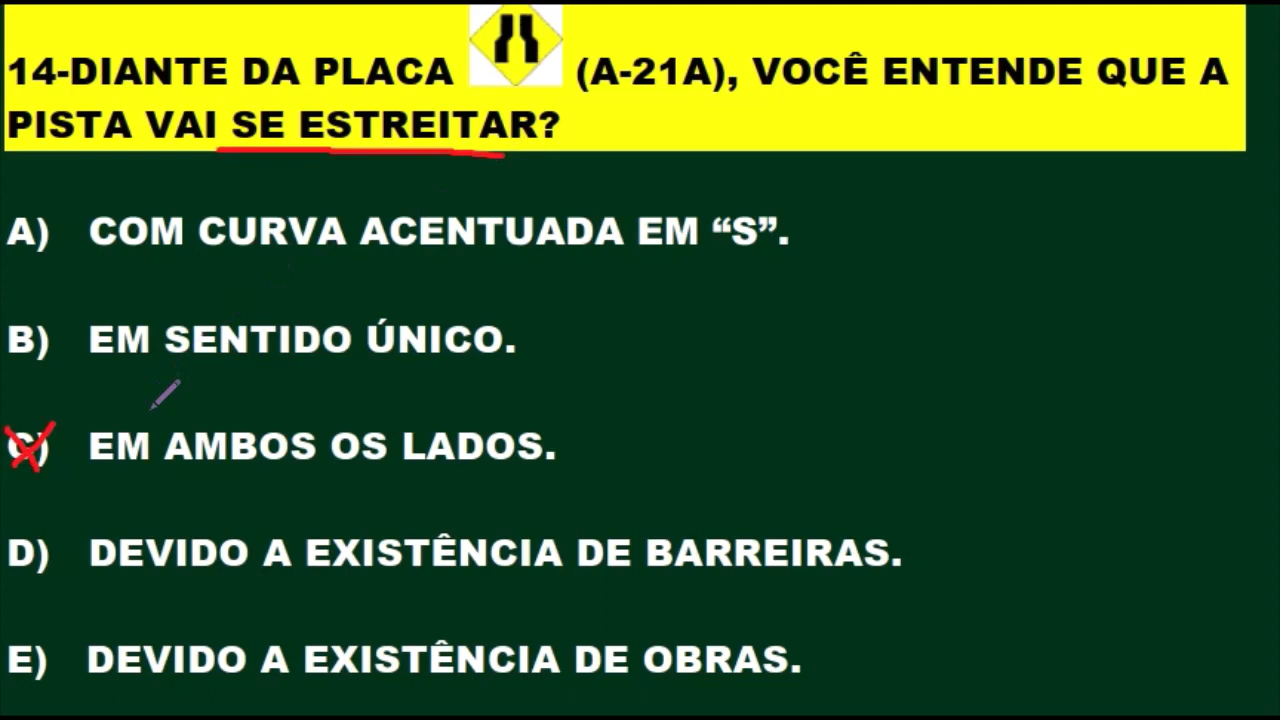 14-DIANTE DA PLACA (A-21A), VOCÊ ENTENDE QUE A
PISTA VAI SE ESTREITAR?
A) COM CURVA ACENTUADA EM “S”.
B) EM SENTIDO ÚNICO.
C) EM AMBOS OS LADOS.
D) DEVIDO A EXISTÊNCIA DE BARREIRAS.
E) DEVIDO A EXISTÊNCIA DE OBRAS.